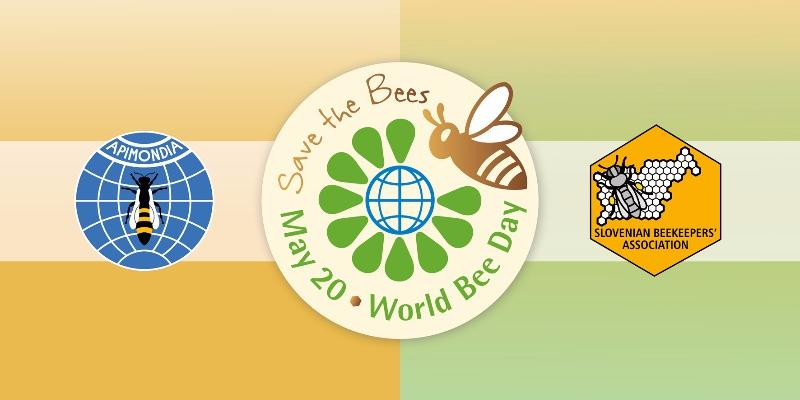 APIMONDIA
Save the Bees
May 20 • World Bee Day
SLOVENIAN BEEKEEPERS'
ASSOCIATION